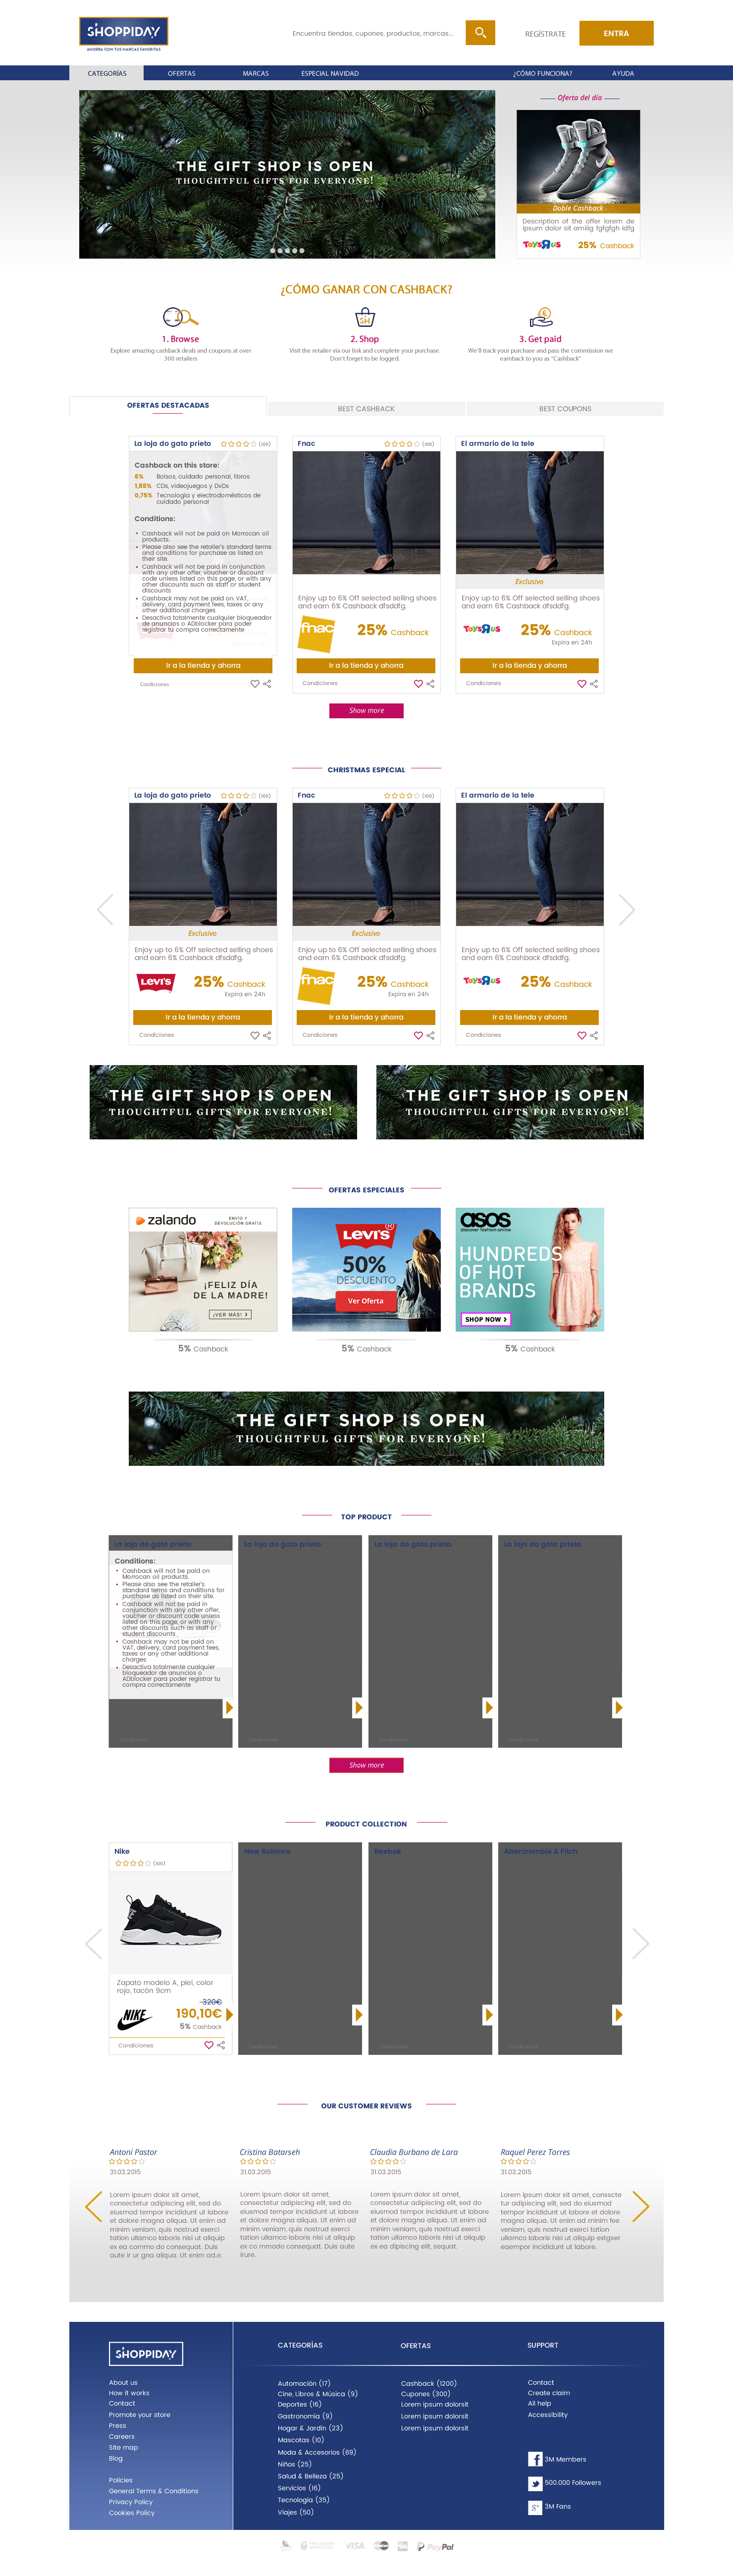 SHOPPIDAY
AHORRA CON TUS MARCAS FAVORITAS
Encuentra tiendas, cupones, productos, marcas...
REGÍSTRATE
ENTRA
CATEGORÍAS
OFERTAS
MARCAS
ESPECIAL NAVIDAD
¿CÓMO FUNCIONA?
AYUDA
THE GIFT SHOP IS OPEN
THOUGHTFUL GIFTS FOR EVERYONE!
Oferta del día
Doble Cashback
Description of the offer lorem de
ipsum dolor sit amiiig fgfgfgh idfg
Toys R us
25% Cashback
¿CÓMO GANAR CON CASHBACK?
1. Browse
Explore amazing cashback deals and coupons at over
300 retailers
2. Shop
Visit the retailer via our link and complete your purchase.
Don't forget to be logged.
3. Get paid
We'll track your purchase and pass the commission we
earnback to you as "Cashback"
OFERTAS DESTACADAS
BEST CASHBACK
BEST COUPONS
La loja do gato prieto
(100)
Cashback on this store:
6% Bolsos, cuidado personal, libros
1,88% CDs, videojuegos y DVDs
0,75% Tecnología y electrodomésticos de
cuidado personal
Conditions:
• Cashback will not be paid on Morrocan oil
products.
• Please also see the retailer's standard terms
and conditions for purchase as listed on
their site.
• Cashback will not be paid in conjunction
with any other offer, voucher or discount
code unless listed on this page, or with any
other discounts such as staff or student
discounts
• Cashback may not be paid on VAT,
delivery, card payment fees, taxes or any
other additional charges
• Desactiva totalmente cualquier bloqueador
de anuncios o ADblocker para poder
registrar tu compra correctamente
Ir a la tienda y ahorra
Condiciones
Fnac
(100)
Enjoy up to 6% Off selected selling shoes
and earn 6% Cashback dfsddfg.
fnac
25% Cashback
Ir a la tienda y ahorra
Condiciones
El armario de la tele
Exclusivo
Enjoy up to 6% Off selected selling shoes
and earn 6% Cashback dfsddfg.
Toys R us
25% Cashback
Expira en 24h
Ir a la tienda y ahorra
Condiciones
Show more
CHRISTMAS ESPECIAL
La loja do gato prieto
(100)
Exclusivo
Enjoy up to 6% Off selected selling shoes
and earn 6% Cashback dfsddfg.
LEVI'S
25% Cashback
Expira en 24h
Ir a la tienda y ahorra
Condiciones
Fnac
(100)
Exclusivo
Enjoy up to 6% Off selected selling shoes
and earn 6% Cashback dfsddfg.
fnac
25% Cashback
Expira en 24h
Ir a la tienda y ahorra
Condiciones
El armario de la tele
Enjoy up to 6% Off selected selling shoes
and earn 6% Cashback dfsddfg.
Toys R us
25% Cashback
Ir a la tienda y ahorra
Condiciones
THE GIFT SHOP IS OPEN
THOUGHTFUL GIFTS FOR EVERYONE!
THE GIFT SHOP IS OPEN
THOUGHTFUL GIFTS FOR EVERYONE!
OFERTAS ESPECIALES
zalando
ENVÍO Y
DEVOLUCIÓN GRATIS
¡FELIZ DÍA
DE LA MADRE!
¡VER MÁS!
5% Cashback
LEVI'S
50%
DESCUENTO
Ver Oferta
5% Cashback
asos
discover fashion online
HUNDREDS
OF HOT
BRANDS
SHOP NOW
5% Cashback
THE GIFT SHOP IS OPEN
THOUGHTFUL GIFTS FOR EVERYONE!
TOP PRODUCT
La loja do gato prieto
Conditions:
• Cashback will not be paid on
Morrocan oil products.
• Please also see the retailer's
standard terms and conditions for
purchase as listed on their site.
• Cashback will not be paid in
conjunction with any other offer,
voucher or discount code unless
listed on this page, or with any
other discounts such as staff or
student discounts
• Cashback may not be paid on
VAT, delivery, card payment fees,
taxes or any other additional
charges
• Desactiva totalmente cualquier
bloqueador de anuncios o
ADblocker para poder registrar tu
compra correctamente
Condiciones
La loja do gato prieto
Condiciones
La loja do gato prieto
Condiciones
La loja do gato prieto
Condiciones
Show more
PRODUCT COLLECTION
Nike
(100)
Zapato modelo A, piel, color
rojo, tacón 9cm
320€
NIKE
190,10€
5% Cashback
Condiciones
New Balance
Condiciones
Reebok
Condiciones
Abercrombie & Fitch
Condiciones
OUR CUSTOMER REVIEWS
Antoni Pastor
31.03.2015
Lorem ipsum dolor sit amet,
consectetur adipiscing elit, sed do
eiusmod tempor incididunt ut labore
et dolore magna aliqua. Ut enim ad
minim veniam, quis nostrud exerci
tation ullamco laboris nisi ut aliquip
ex ea commo do consequat. Duis
aute ir ur gna aliqua. Ut enim ad.e.
Cristina Batarseh
31.03.2015
Lorem ipsum dolor sit amet,
consectetur adipiscing elit, sed do
eiusmod tempor incididunt ut labore
et dolore magna aliqua. Ut enim ad
minim veniam, quis nostrud exerci
tation ullamco laboris nisi ut aliquip
ex co mmodo consequat. Duis aute
irure.
Claudia Burbano de Lara
31.03.2015
Lorem ipsum dolor sit amet,
consectetur adipiscing elit, sed do
eiusmod tempor incididunt ut labore
et dolore magna aliqua. Ut enim ad
minim veniam, quis nostrud exerci
tation ullamco laboris nisi ut aliquip
ex ea dipiscing elit, sequat.
Raquel Perez Torres
31.03.2015
Lorem ipsum dolor sit amet, conscte
tur adipiscing elit, sed do eiusmod
tempor incididunt ut labore et dolore
magna aliqua. Ut enim ad minim fee
veniam, quis nostrud exerci tation
ullamco laboris nisi ut aliquip edgser
eaempor incididunt ut labore.
SHOPPIDAY
About us
How it works
Contact
Promote your store
Press
Careers
Site map
Blog
Policies
General Terms & Conditions
Privacy Policy
Cookies Policy
CATEGORÍAS
Automoción (17)
Cine, Libros & Música (9)
Deportes (16)
Gastronomía (9)
Hogar & Jardín (23)
Mascotas (10)
Moda & Accesorios (69)
Niños (25)
Salud & Belleza (25)
Servicios (16)
Tecnología (35)
Viajes (50)
OFERTAS
Cashback (1200)
Cupones (300)
Lorem ipsum dolorsit
Lorem ipsum dolorsit
Lorem ipsum dolorsit
SUPPORT
Contact
Create claim
All help
Accessibility
3M Members
500.000 Followers
3M Fans
VISA
PayPal